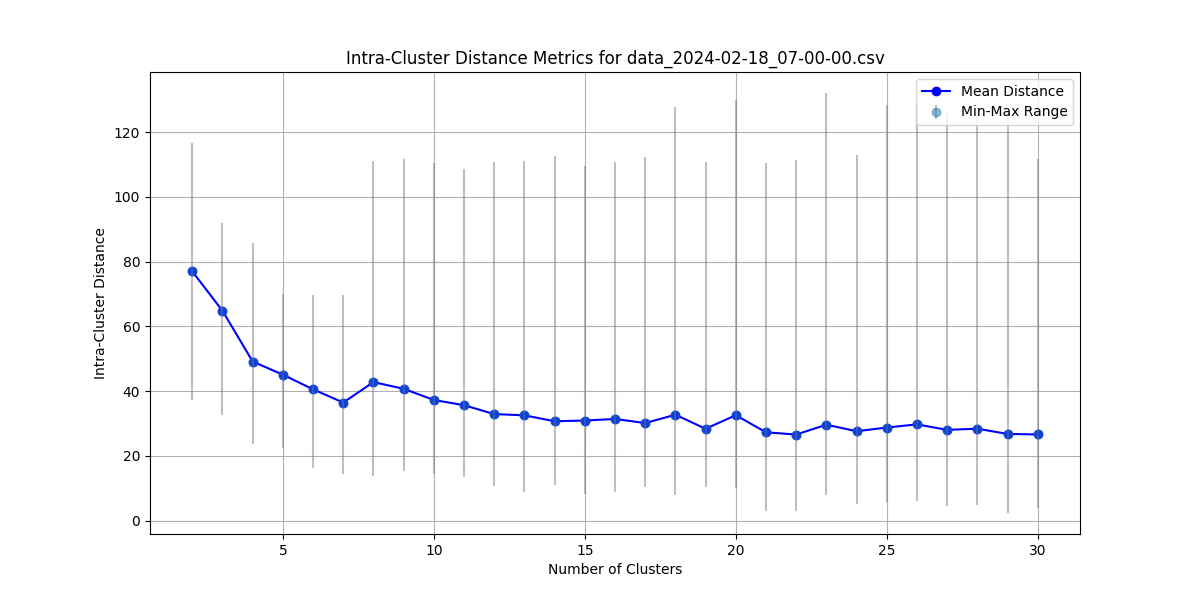 Intra-Cluster Distance Metrics for data_2024-02-18_07-00-00.csv
Mean Distance
Min-Max Range
Intra-Cluster Distance
120
100
80
60
40
20
0
5 10 15 20 25 30
Number of Clusters